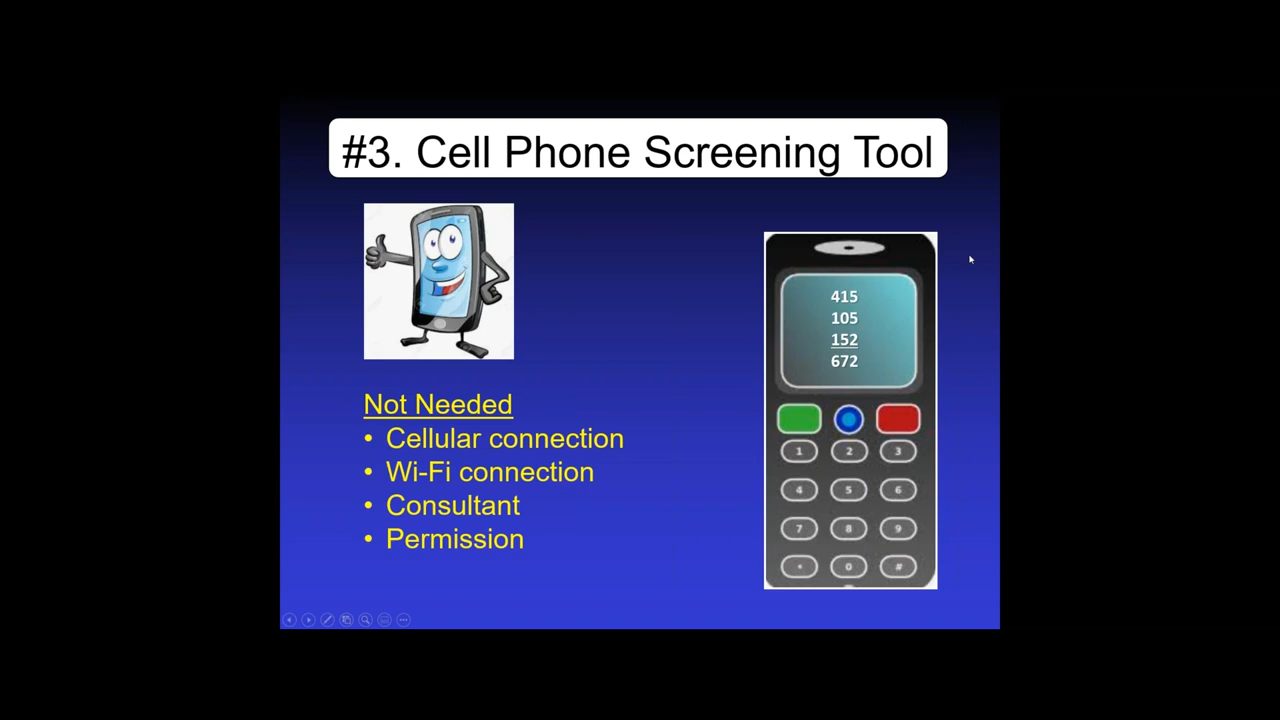 #3. Cell Phone Screening Tool
Not Needed
• Cellular connection
• Wi-Fi connection
• Consultant
• Permission
415
105
152
672
1 2 3
4 5 6
7 8 9
* 0 #